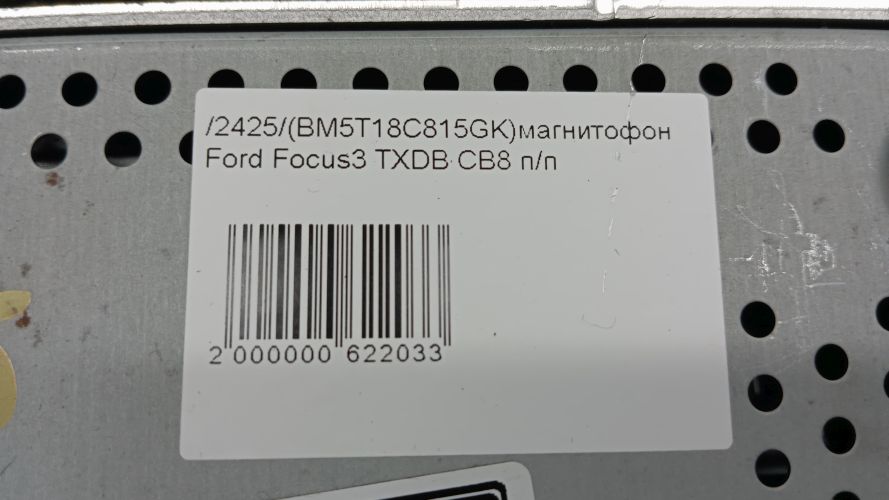 /2425/(BM5T18C815GK)магнитофон
Ford Focus3 TXDB CB8 п/п
2 000000 622033